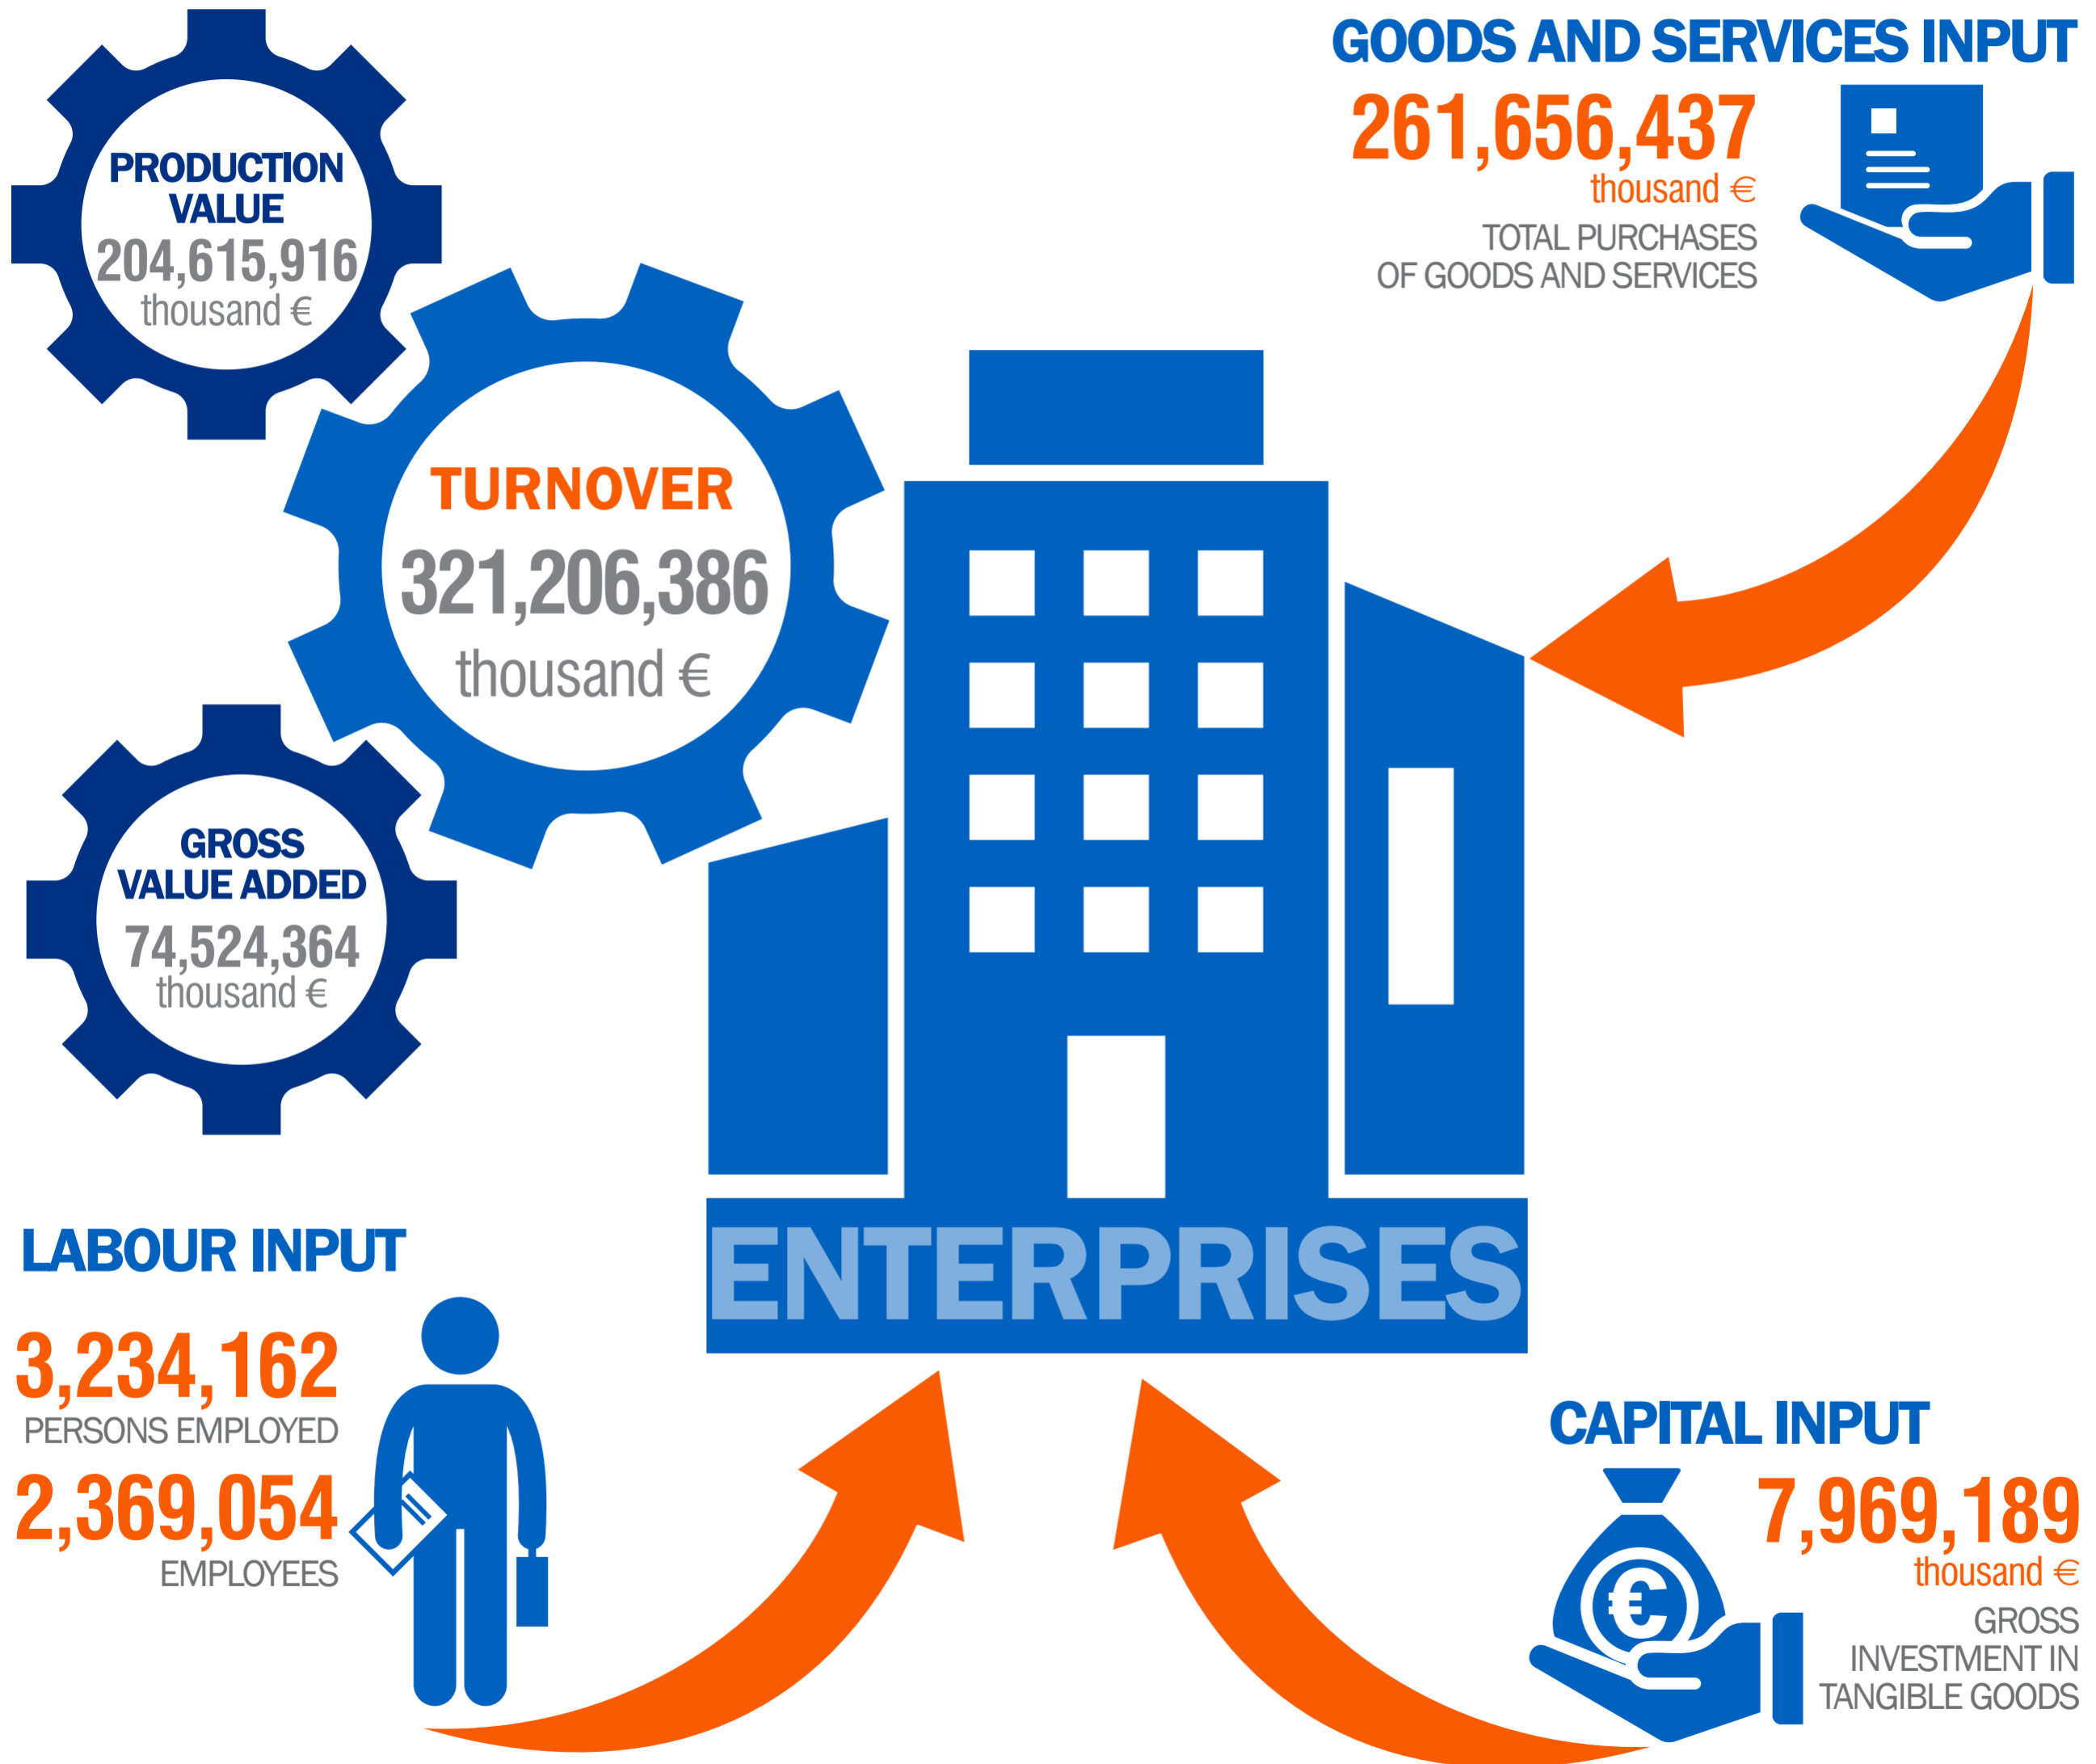 PRODUCTION
VALUE
204,615,916
thousand €
TURNOVER
321,206,386
thousand €
GROSS
VALUE ADDED
74,524,364
thousand €
GOODS AND SERVICES INPUT
261,656,437
thousand €
TOTAL PURCHASES
OF GOODS AND SERVICES
ENTERPRISES
LABOUR INPUT
3,234,162
PERSONS EMPLOYED
2,369,054
EMPLOYEES
CAPITAL INPUT
7,969,189
thousand €
€
GROSS
INVESTMENT IN
TANGIBLE GOODS